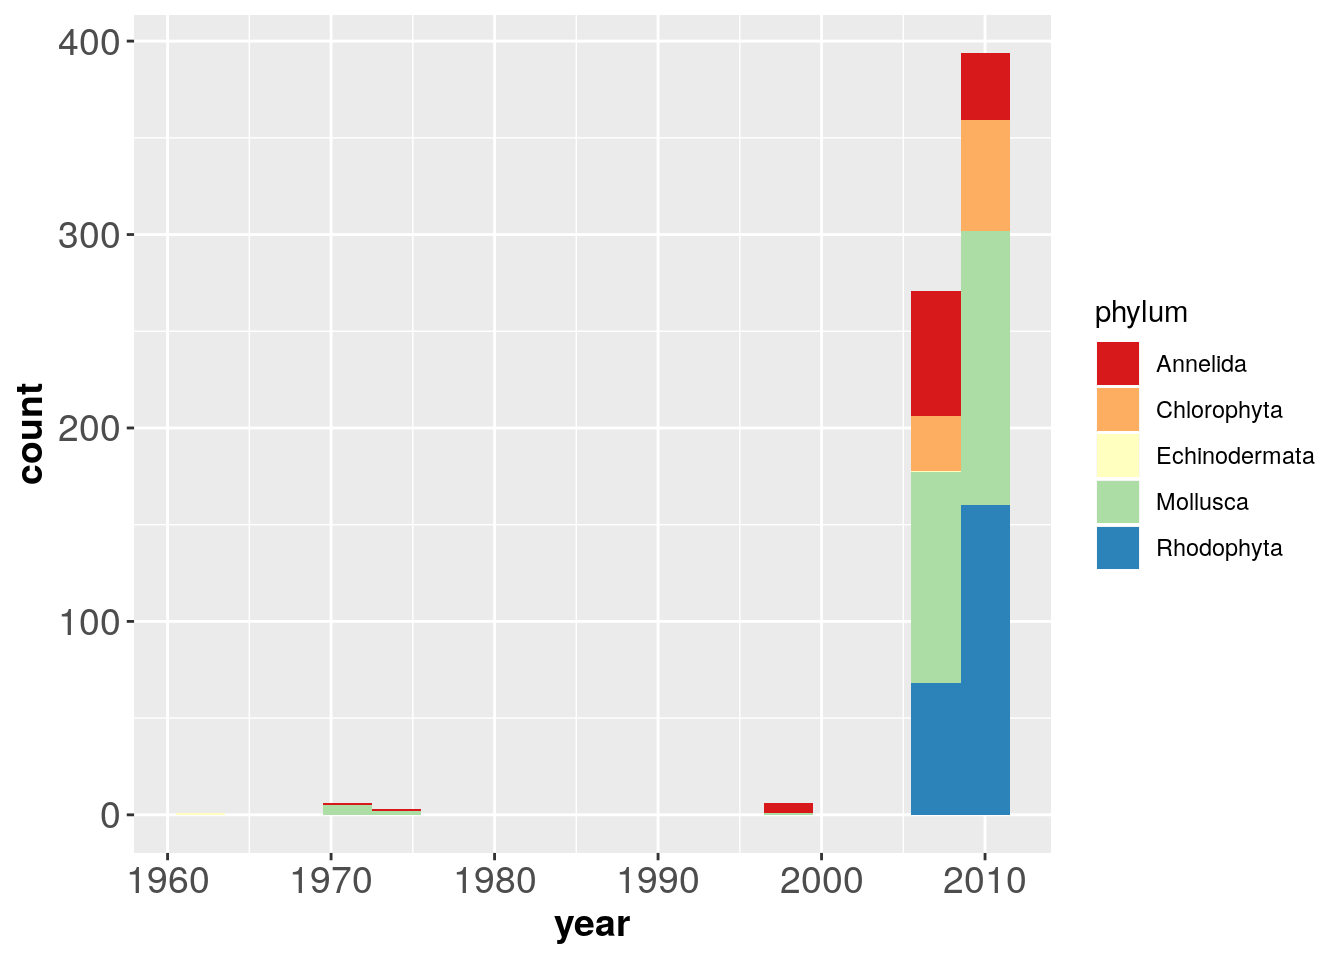 400
300
200
100
0
count
1960 1970 1980 1990 2000 2010
year
phylum
Annelida
Chlorophyta
Echinodermata
Mollusca
Rhodophyta